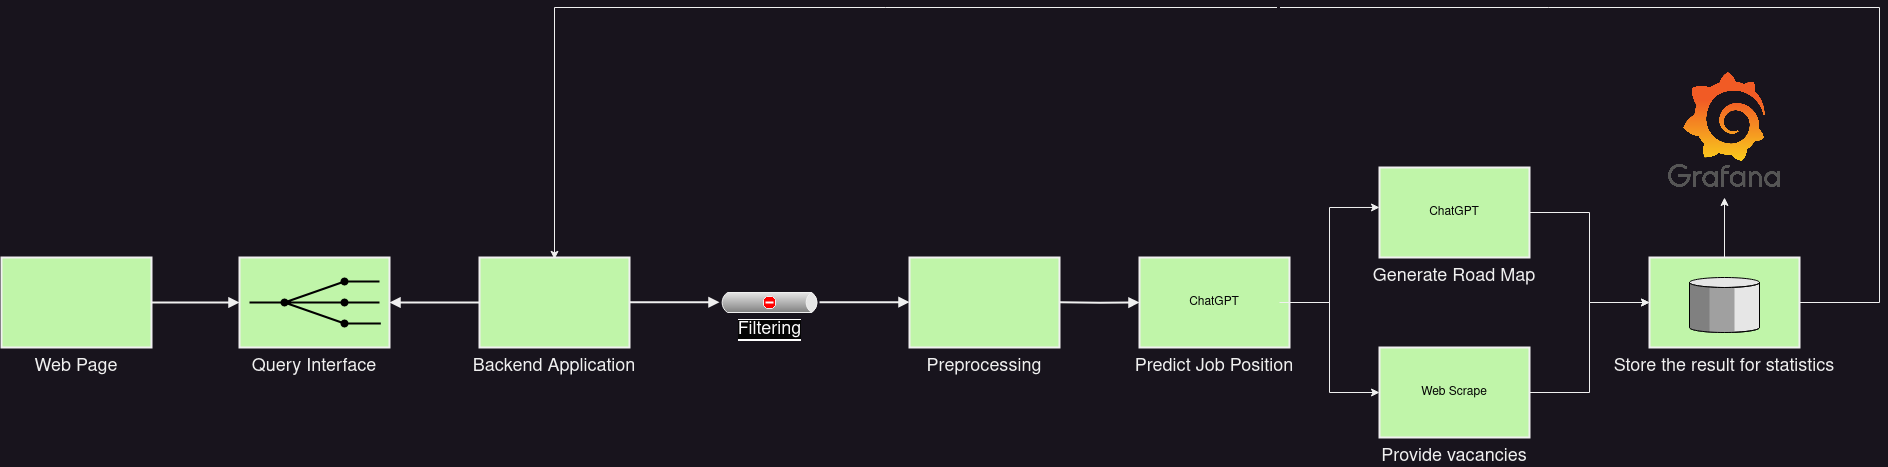 Web Page
Query Interface
Backend Application
Filtering
Preprocessing
ChatGPT
Predict Job Position
ChatGPT
Generate Road Map
Web Scrape
Provide vacancies
Grafana
Store the result for statistics